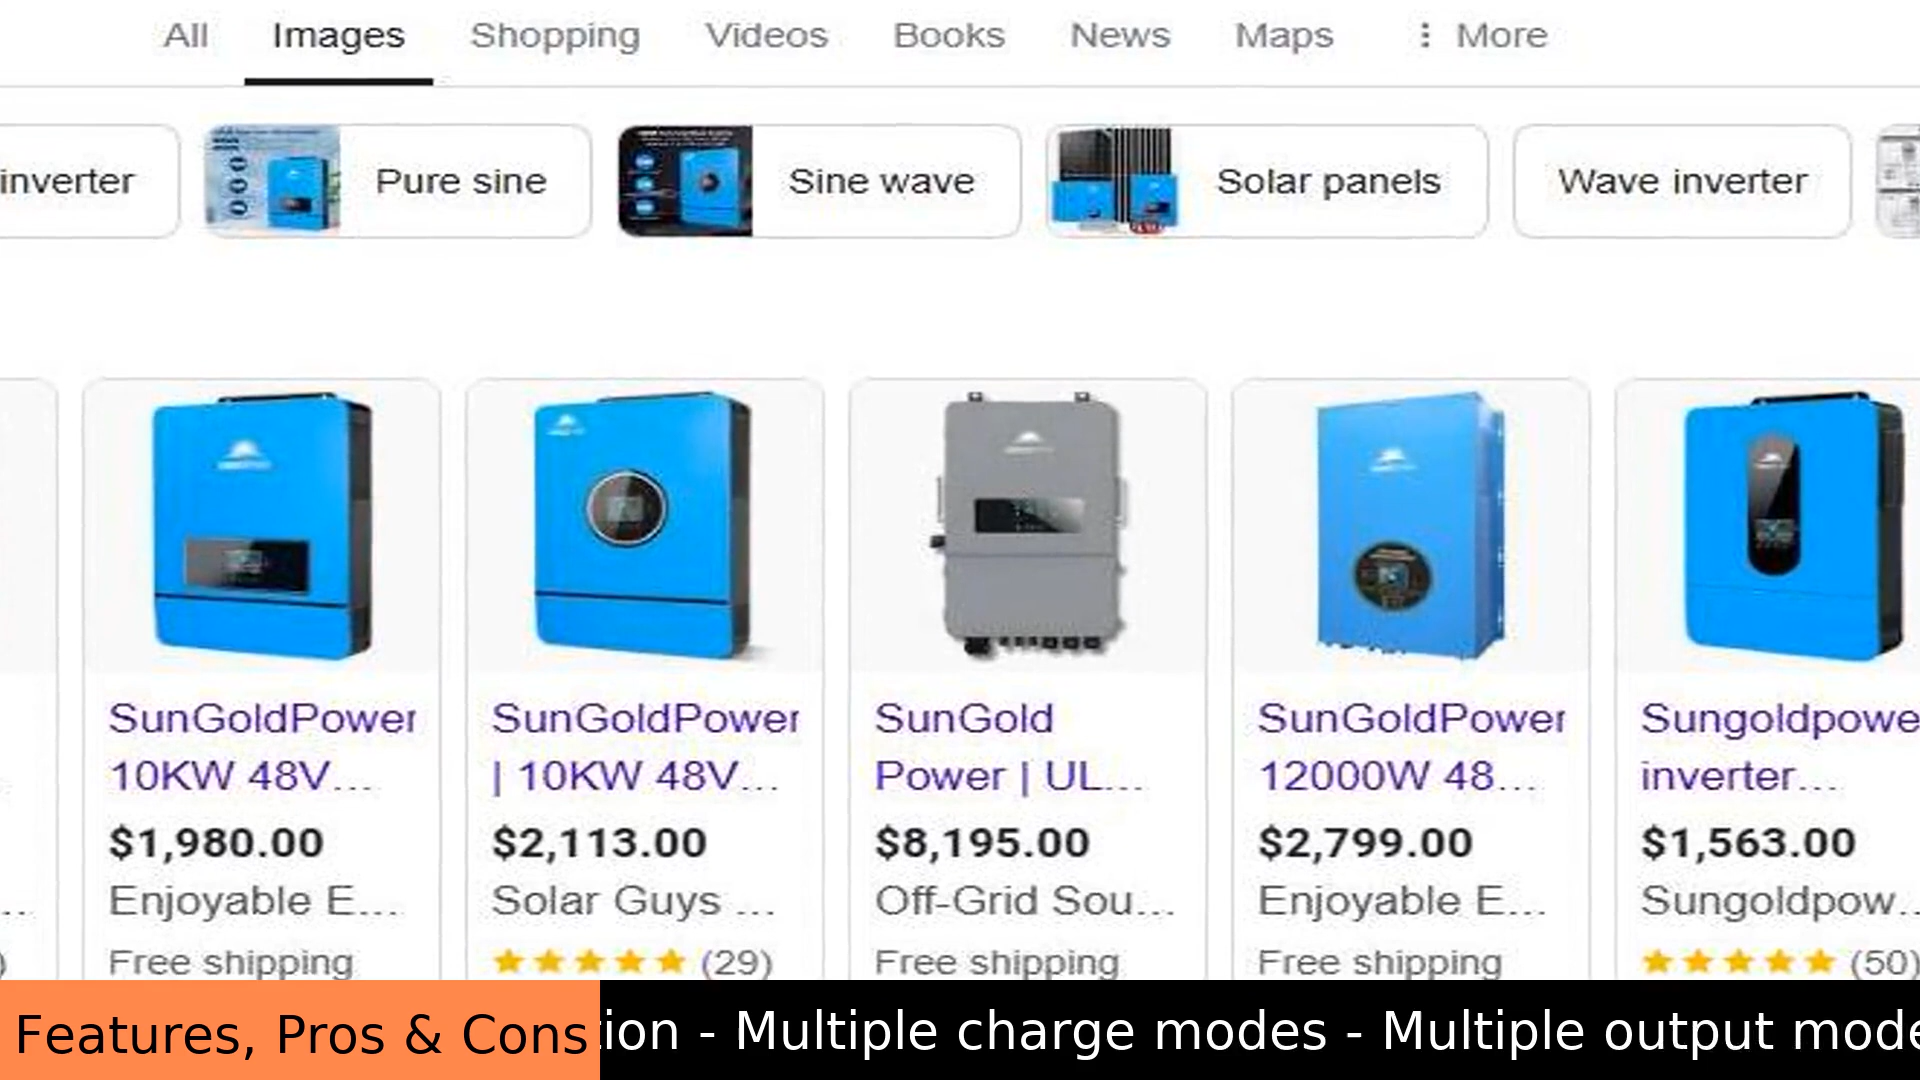 All Images Shopping Videos Books News Maps More
inverter Pure sine Sine wave Solar panels Wave inverter
SunGoldPower
10KW 48V...
$1,980.00
Enjoyable E...
Free shipping
SunGoldPower
| 10KW 48V...
$2,113.00
Solar Guys ...
(29)
SunGold
Power | UL...
$8,195.00
Off-Grid Sou...
Free shipping
SunGoldPower
12000W 48...
$2,799.00
Enjoyable E...
Free shipping
Sungoldpowe
inverter...
$1,563.00
Sungoldpow...
(50)
Features, Pros & Cons
tion - Multiple charge modes - Multiple output mode